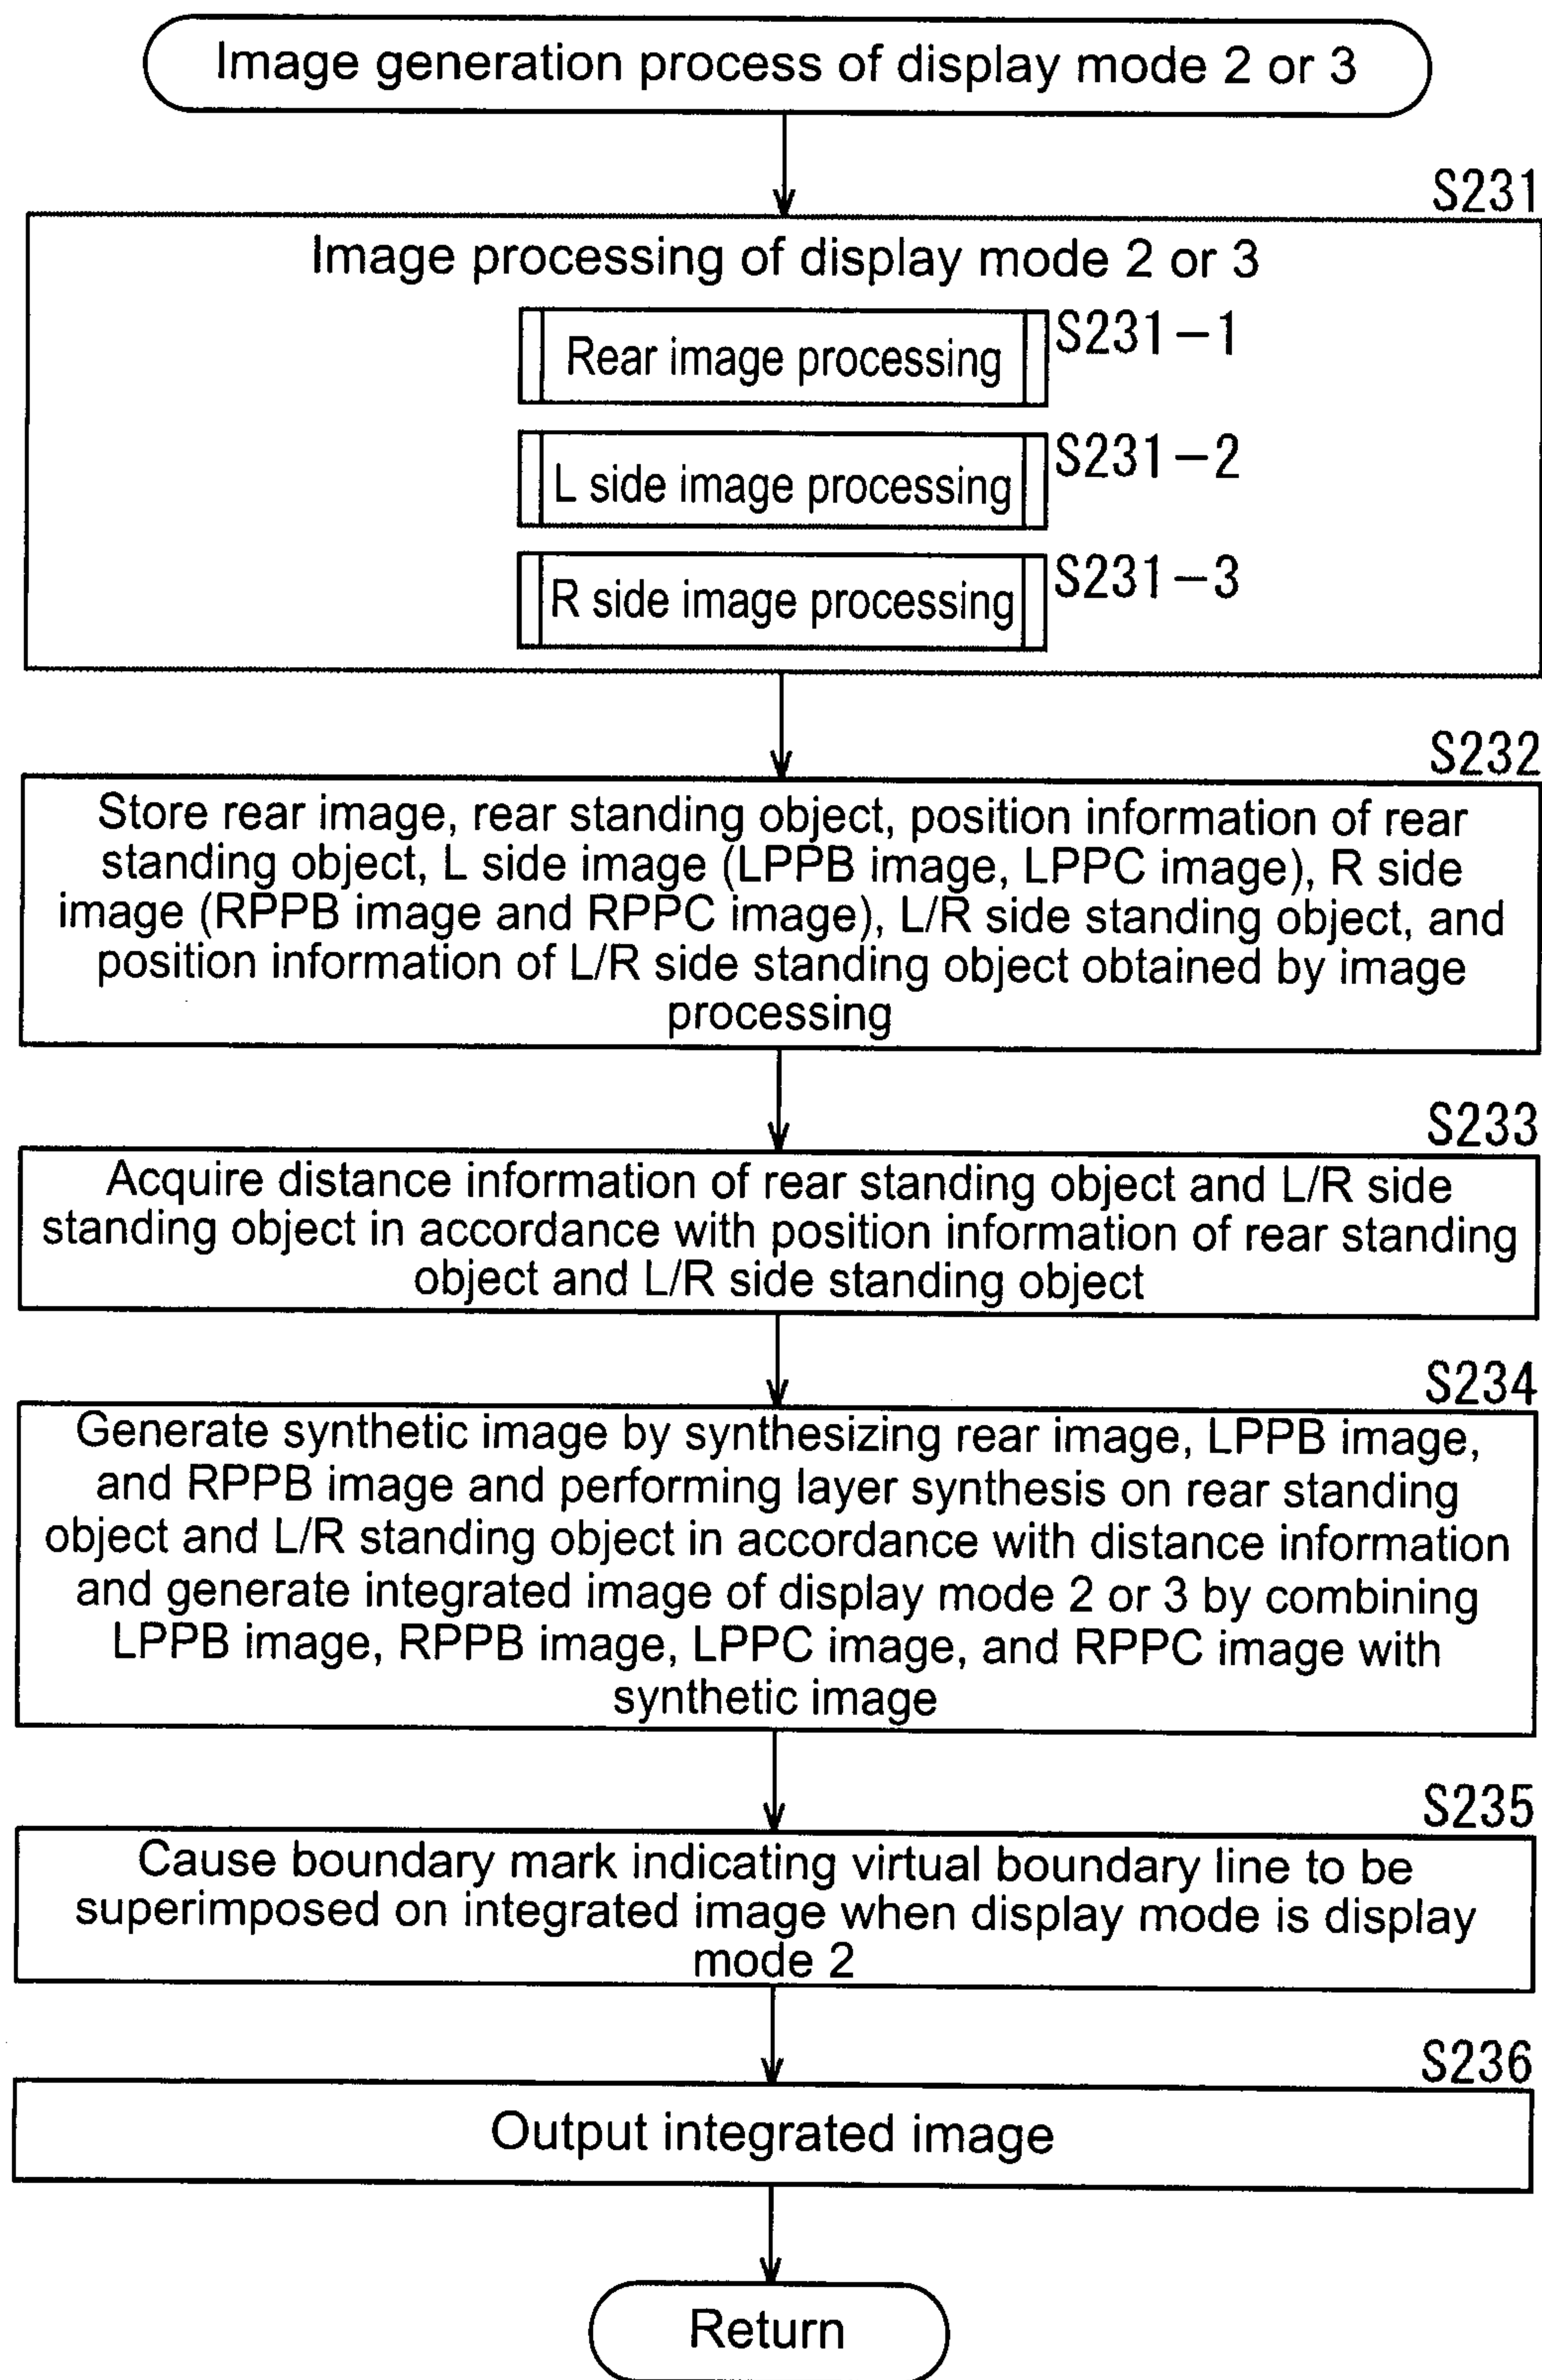 Image generation process of display mode 2 or 3
S231
Image processing of display mode 2 or 3
Rear image processing
S231-1
L side image processing
S231-2
R side image processing
S231-3
S232
Store rear image, rear standing object, position information of rear
standing object, L side image (LPPB image, LPPC image), R side
image (RPPB image and RPPC image), L/R side standing object, and
position information of L/R side standing object obtained by image
processing
S233
Acquire distance information of rear standing object and L/R side
standing object in accordance with position information of rear standing
object and L/R side standing object
S234
Generate synthetic image by synthesizing rear image, LPPB image,
and RPPB image and performing layer synthesis on rear standing
object and L/R standing object in accordance with distance information
and generate integrated image of display mode 2 or 3 by combining
LPPB image, RPPB image, LPPC image, and RPPC image with
synthetic image
S235
Cause boundary mark indicating virtual boundary line to be
superimposed on integrated image when display mode is display
mode 2
S236
Output integrated image
Return